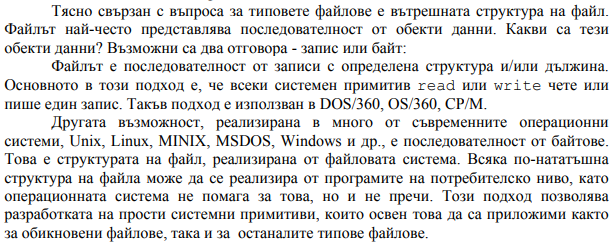 Тясно свързан с въпроса за типовете файлове е вътрешната структура на файл.
Файлът най-често представлява последователност от обекти данни. Какви са тези
обекти данни? Възможни са два отговора - запис или байт:
Файлът е последователност от записи с определена структура и/или дължина.
Основното в този подход е, че всеки системен примитив read или write чете или
пише един запис. Такъв подход е използван в DOS/360, OS/360, CP/M.
Другата възможност, реализирана в много от съвременните операционни
системи, Unix, Linux, MINIX, MSDOS, Windows и др., е последователност от байтове.
Това е структурата на файл, реализирана от файловата система. Всяка по-нататъшна
структура на файла може да се реализира от програмите на потребителско ниво, като
операционната система не помага за това, но и не пречи. Този подход позволява
разработката на прости системни примитиви, които освен това да са приложими както
за обикновени файлове, така и за останалите типове файлове.